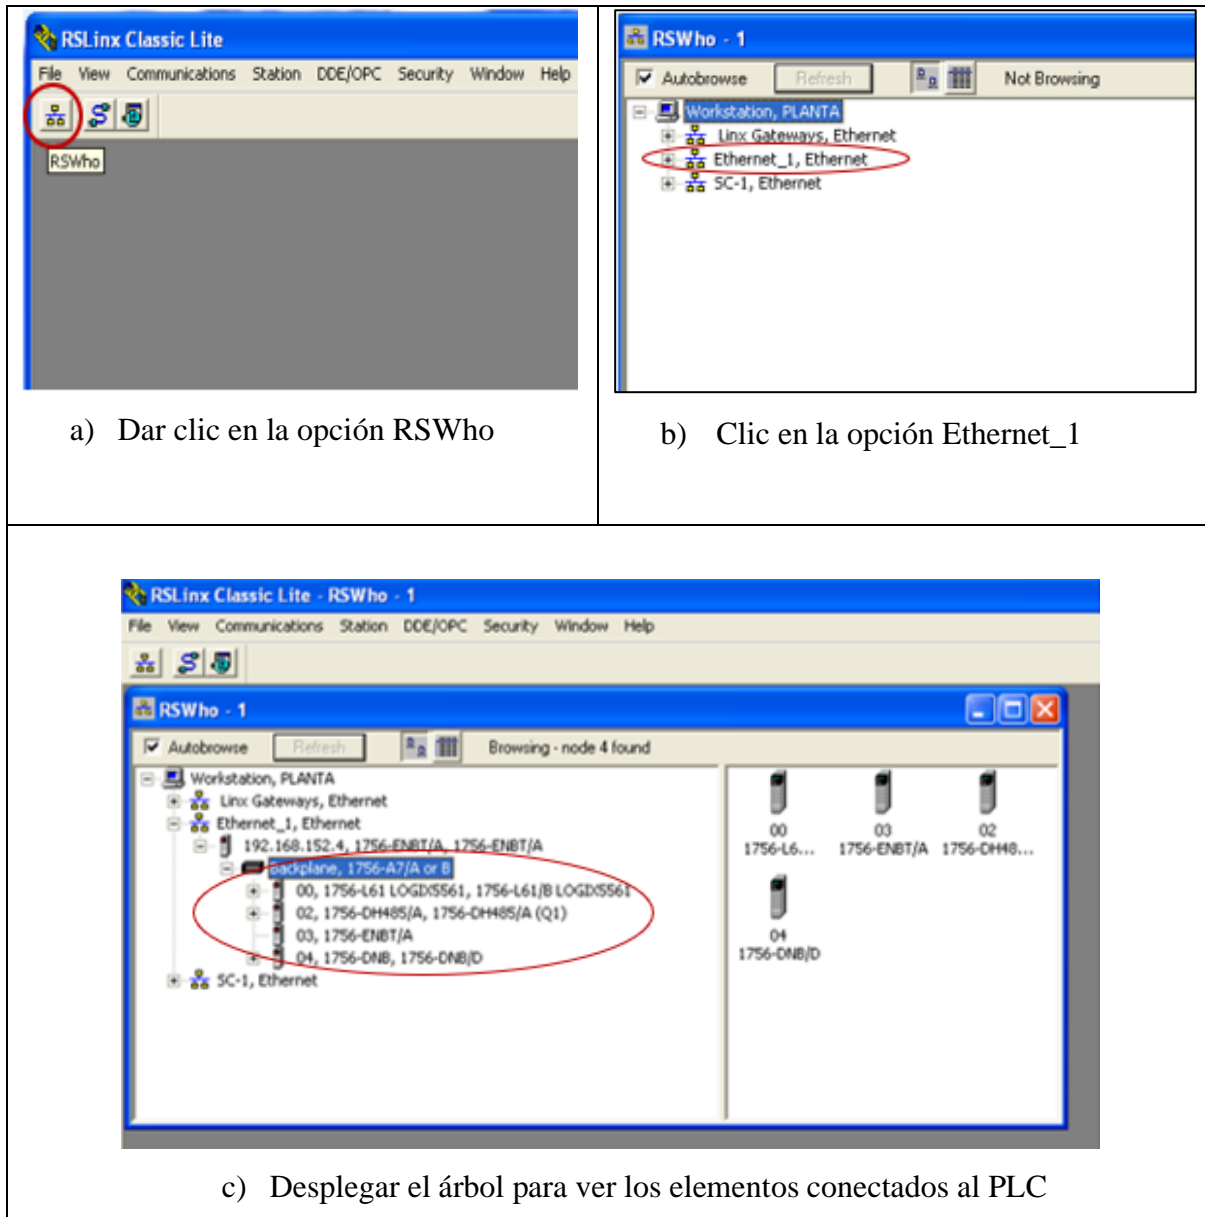 RSLinx Classic Lite
File View Communications Station DDE/OPC Security Window Help
RSWho
a) Dar clic en la opción RSWho
RSWho - 1
Autobrowse Refresh Not Browsing
Workstation, PLANTA
Linx Gateways, Ethernet
Ethernet_1, Ethernet
SC-1, Ethernet
b) Clic en la opción Ethernet_1
RSLinx Classic Lite - RSWho - 1
File View Communications Station DDE/OPC Security Window Help
RSWho - 1
Autobrowse Refresh Browsing - node 4 found
Workstation, PLANTA
Linx Gateways, Ethernet
Ethernet_1, Ethernet
192.168.152.4, 1756-ENBT/A, 1756-ENBT/A
Backplane, 1756-A7/A or B
00, 1756-L61 LOGIX5561, 1756-L61/B LOGIX5561
02, 1756-DH485/A, 1756-DH485/A (Q1)
03, 1756-ENBT/A
04, 1756-DNB, 1756-DNB/D
SC-1, Ethernet
00
1756-L6...
03
1756-ENBT/A
02
1756-DH48...
04
1756-DNB/D
c) Desplegar el árbol para ver los elementos conectados al PLC